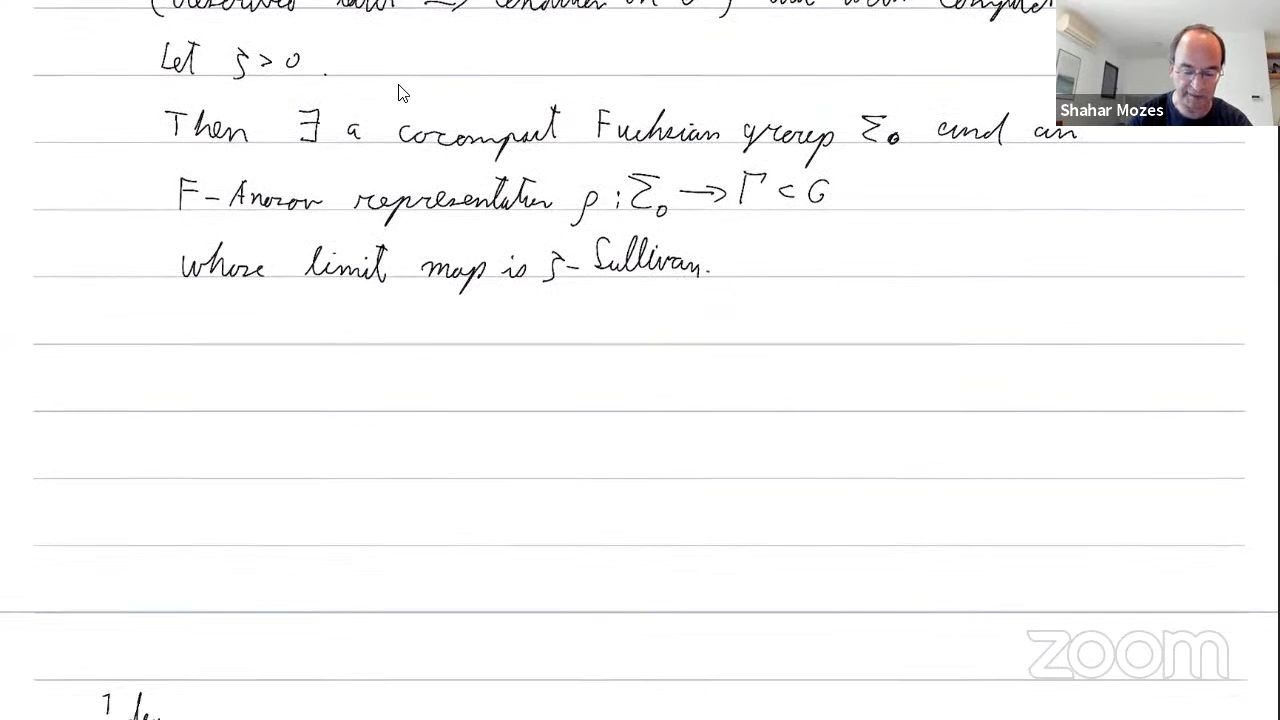 Let ζ > 0 .
Shahar Mozes
Then ∃ a cocompact Fuchsian group Σ₀ and an
F-Anosov representation ρ : Σ₀ → Γ < G
whose limit map is ζ- Sullivan.
zoom